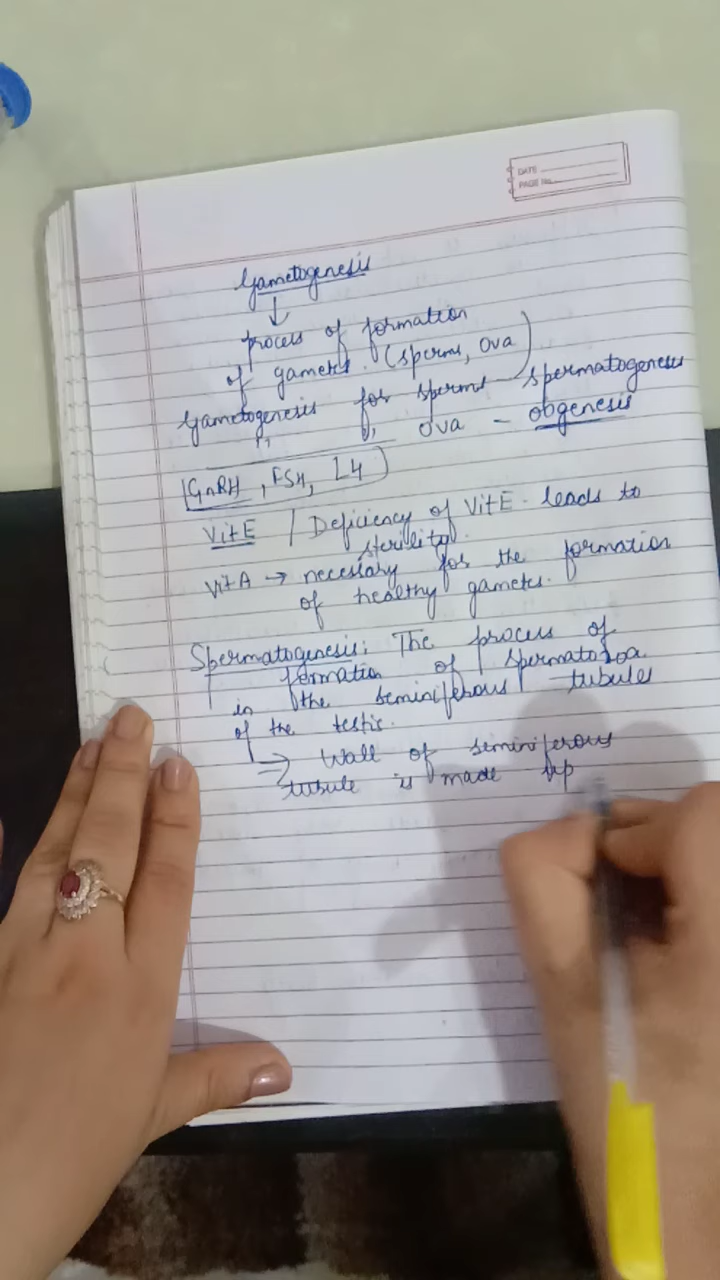 DATE
PAGE No.
Gametogenesis
↓
process of formation
of gametes. (sperms, ova)
Gametogenesis for sperms - spermatogenesis
" " ova - oogenesis
GnRH, FSH, LH
Vit E / Deficiency of Vit E. leads to
sterility.
Vit A → necessary for the formation
of healthy gametes.
Spermatogenesis: The process of
formation of spermatozoa
in the seminiferous tubules
of the testis.
⇒ Wall of seminiferous
tubule is made up